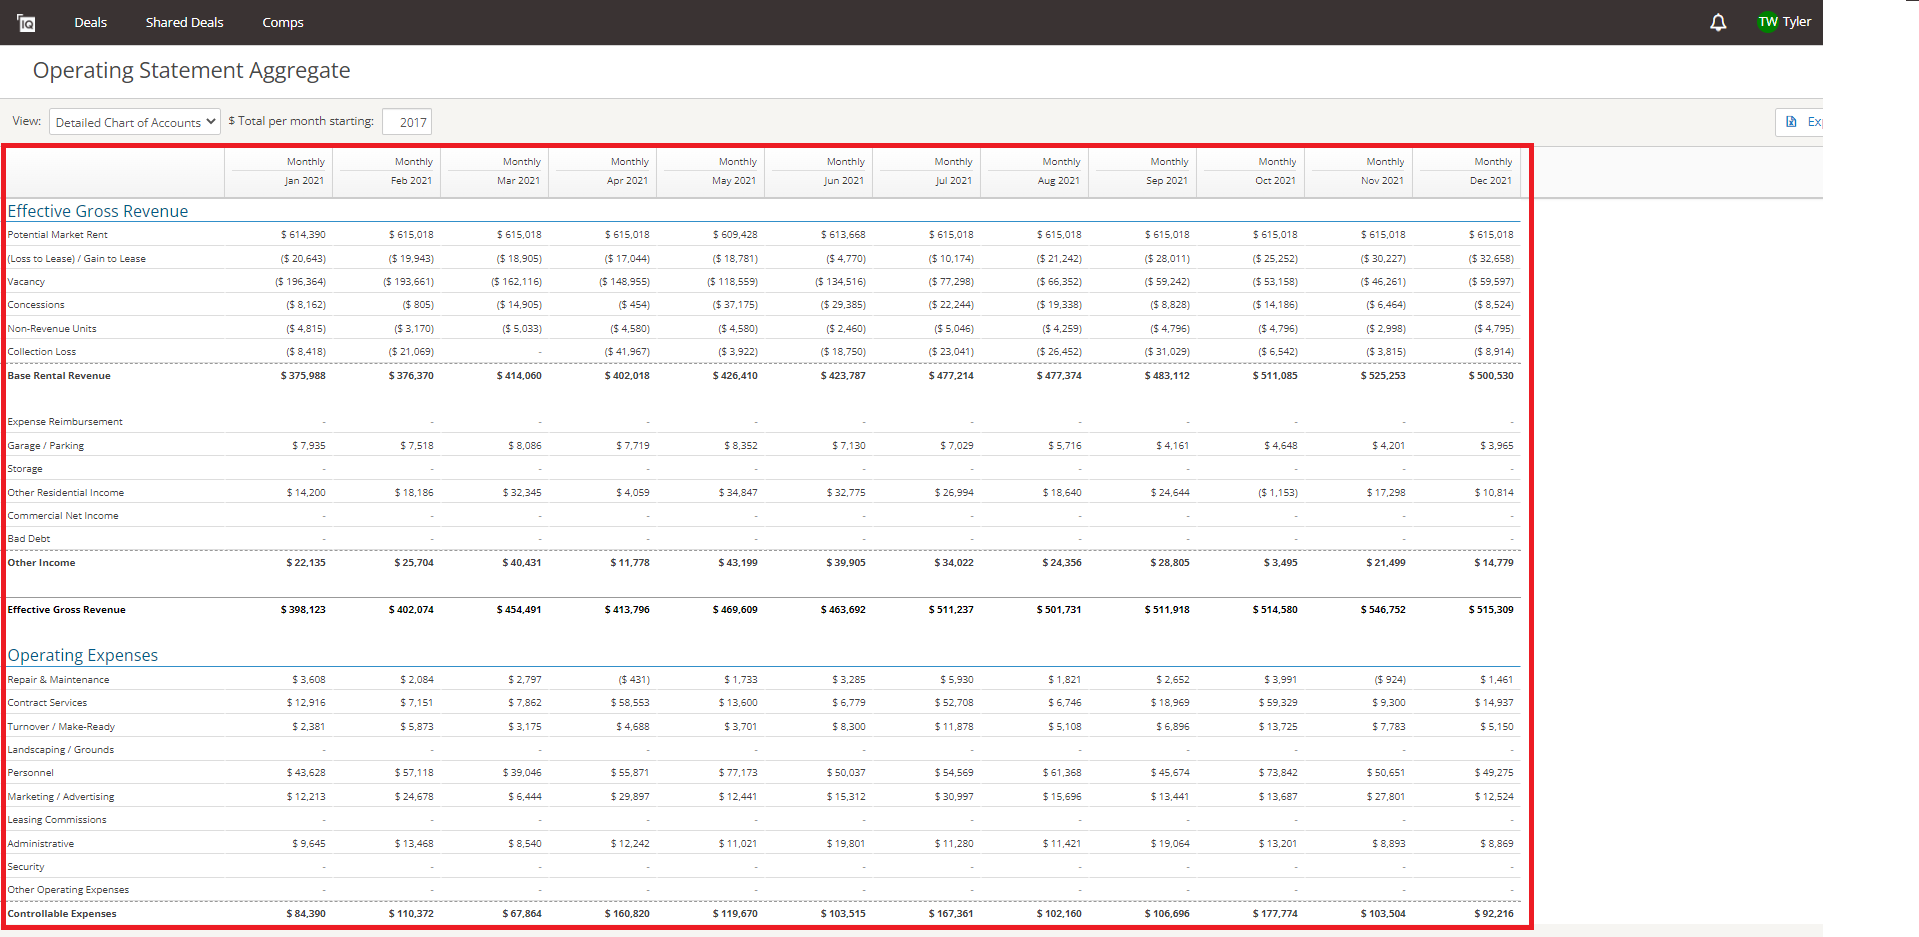 IQ Deals Shared Deals Comps TW Tyler
Operating Statement Aggregate
View: Detailed Chart of Accounts $ Total per month starting: 2017 Exp
Monthly Monthly Monthly Monthly Monthly Monthly Monthly Monthly Monthly Monthly Monthly Monthly
Jan 2021 Feb 2021 Mar 2021 Apr 2021 May 2021 Jun 2021 Jul 2021 Aug 2021 Sep 2021 Oct 2021 Nov 2021 Dec 2021
Effective Gross Revenue
Potential Market Rent $ 614,390 $ 615,018 $ 615,018 $ 615,018 $ 609,428 $ 613,668 $ 615,018 $ 615,018 $ 615,018 $ 615,018 $ 615,018 $ 615,018
(Loss to Lease) / Gain to Lease ($ 20,643) ($ 19,943) ($ 18,905) ($ 17,044) ($ 18,781) ($ 4,770) ($ 10,174) ($ 21,242) ($ 28,011) ($ 25,252) ($ 30,227) ($ 32,658)
Vacancy ($ 196,364) ($ 193,661) ($ 162,116) ($ 148,955) ($ 118,559) ($ 134,516) ($ 77,298) ($ 66,352) ($ 59,242) ($ 53,158) ($ 46,261) ($ 59,597)
Concessions ($ 8,162) ($ 805) ($ 14,905) ($ 454) ($ 37,175) ($ 29,385) ($ 22,244) ($ 19,338) ($ 8,828) ($ 14,186) ($ 6,464) ($ 8,524)
Non-Revenue Units ($ 4,815) ($ 3,170) ($ 5,033) ($ 4,580) ($ 4,580) ($ 2,460) ($ 5,046) ($ 4,259) ($ 4,796) ($ 4,796) ($ 2,998) ($ 4,795)
Collection Loss ($ 8,418) ($ 21,069) - ($ 41,967) ($ 3,922) ($ 18,750) ($ 23,041) ($ 26,452) ($ 31,029) ($ 6,542) ($ 3,815) ($ 8,914)
Base Rental Revenue $ 375,988 $ 376,370 $ 414,060 $ 402,018 $ 426,410 $ 423,787 $ 477,214 $ 477,374 $ 483,112 $ 511,085 $ 525,253 $ 500,530
Expense Reimbursement - - - - - - - - - - - -
Garage / Parking $ 7,935 $ 7,518 $ 8,086 $ 7,719 $ 8,352 $ 7,130 $ 7,029 $ 5,716 $ 4,161 $ 4,648 $ 4,201 $ 3,965
Storage - - - - - - - - - - - -
Other Residential Income $ 14,200 $ 18,186 $ 32,345 $ 4,059 $ 34,847 $ 32,775 $ 26,994 $ 18,640 $ 24,644 ($ 1,153) $ 17,298 $ 10,814
Commercial Net Income - - - - - - - - - - - -
Bad Debt - - - - - - - - - - - -
Other Income $ 22,135 $ 25,704 $ 40,431 $ 11,778 $ 43,199 $ 39,905 $ 34,022 $ 24,356 $ 28,805 $ 3,495 $ 21,499 $ 14,779
Effective Gross Revenue $ 398,123 $ 402,074 $ 454,491 $ 413,796 $ 469,609 $ 463,692 $ 511,237 $ 501,731 $ 511,918 $ 514,580 $ 546,752 $ 515,309
Operating Expenses
Repair & Maintenance $ 3,608 $ 2,084 $ 2,797 ($ 431) $ 1,733 $ 3,285 $ 5,930 $ 1,821 $ 2,652 $ 3,991 ($ 924) $ 1,461
Contract Services $ 12,916 $ 7,151 $ 7,862 $ 58,553 $ 13,600 $ 6,779 $ 52,708 $ 6,746 $ 18,969 $ 59,329 $ 9,300 $ 14,937
Turnover / Make-Ready $ 2,381 $ 5,873 $ 3,175 $ 4,688 $ 3,701 $ 8,300 $ 11,878 $ 5,108 $ 6,896 $ 13,725 $ 7,783 $ 5,150
Landscaping / Grounds - - - - - - - - - - - -
Personnel $ 43,628 $ 57,118 $ 39,046 $ 55,871 $ 77,173 $ 50,037 $ 54,569 $ 61,368 $ 45,674 $ 73,842 $ 50,651 $ 49,275
Marketing / Advertising $ 12,213 $ 24,678 $ 6,444 $ 29,897 $ 12,441 $ 15,312 $ 30,997 $ 15,696 $ 13,441 $ 13,687 $ 27,801 $ 12,524
Leasing Commissions - - - - - - - - - - - -
Administrative $ 9,645 $ 13,468 $ 8,540 $ 12,242 $ 11,021 $ 19,801 $ 11,280 $ 11,421 $ 19,064 $ 13,201 $ 8,893 $ 8,869
Security - - - - - - - - - - - -
Other Operating Expenses - - - - - - - - - - - -
Controllable Expenses $ 84,390 $ 110,372 $ 67,864 $ 160,820 $ 119,670 $ 103,515 $ 167,361 $ 102,160 $ 106,696 $ 177,774 $ 103,504 $ 92,216